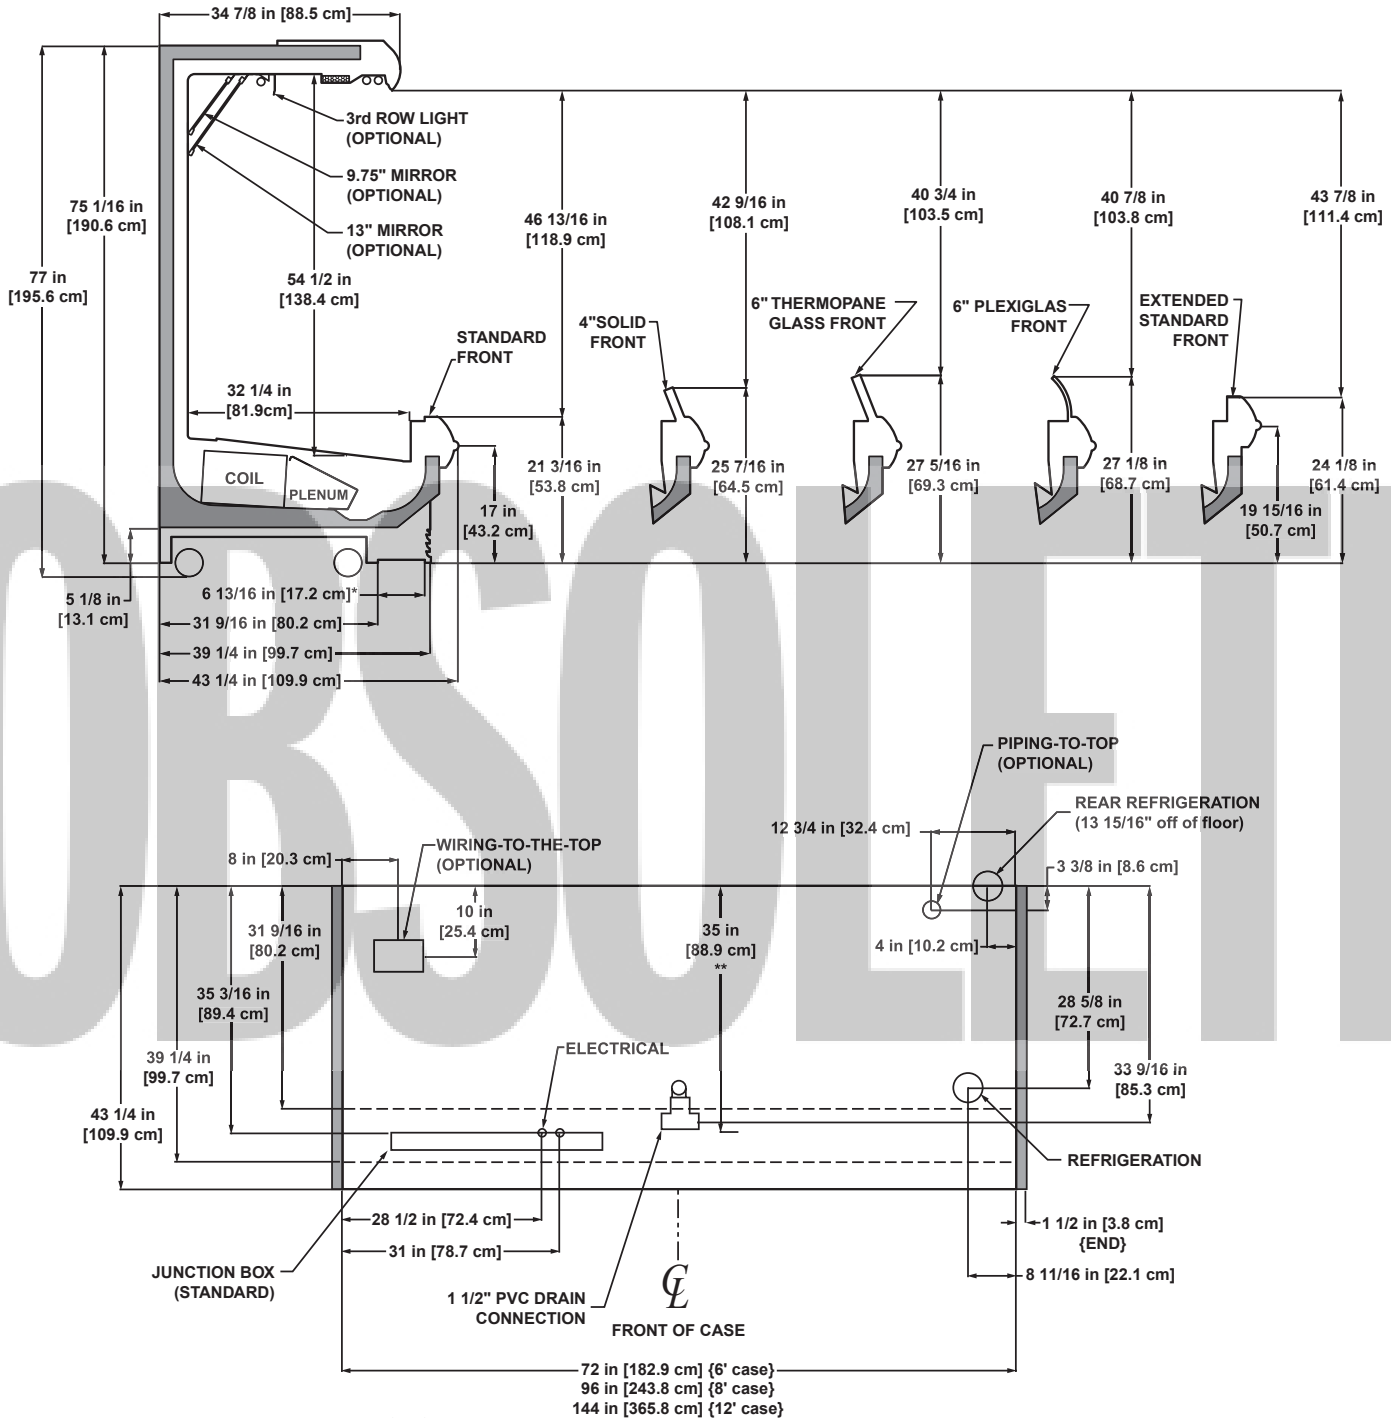 34 7/8 in [88.5 cm]
3rd ROW LIGHT
(OPTIONAL)
9.75" MIRROR
(OPTIONAL)
13" MIRROR
(OPTIONAL)
75 1/16 in
[190.6 cm]
77 in
[195.6 cm]
54 1/2 in
[138.4 cm]
46 13/16 in
[118.9 cm]
42 9/16 in
[108.1 cm]
40 3/4 in
[103.5 cm]
40 7/8 in
[103.8 cm]
43 7/8 in
[111.4 cm]
STANDARD
FRONT
4"SOLID
FRONT
6" THERMOPANE
GLASS FRONT
6" PLEXIGLAS
FRONT
EXTENDED
STANDARD
FRONT
32 1/4 in
[81.9cm]
COIL
PLENUM
21 3/16 in
[53.8 cm]
17 in
[43.2 cm]
25 7/16 in
[64.5 cm]
27 5/16 in
[69.3 cm]
27 1/8 in
[68.7 cm]
24 1/8 in
[61.4 cm]
19 15/16 in
[50.7 cm]
5 1/8 in
[13.1 cm]
6 13/16 in [17.2 cm]*
31 9/16 in [80.2 cm]
39 1/4 in [99.7 cm]
43 1/4 in [109.9 cm]
OBSOLETE
PIPING-TO-TOP
(OPTIONAL)
REAR REFRIGERATION
(13 15/16" off of floor)
12 3/4 in [32.4 cm]
3 3/8 in [8.6 cm]
WIRING-TO-THE-TOP
(OPTIONAL)
8 in [20.3 cm]
10 in
[25.4 cm]
31 9/16 in
[80.2 cm]
35 in
[88.9 cm]
**
4 in [10.2 cm]
35 3/16 in
[89.4 cm]
28 5/8 in
[72.7 cm]
39 1/4 in
[99.7 cm]
ELECTRICAL
33 9/16 in
[85.3 cm]
43 1/4 in
[109.9 cm]
REFRIGERATION
28 1/2 in [72.4 cm]
31 in [78.7 cm]
1 1/2 in [3.8 cm]
{END}
8 11/16 in [22.1 cm]
JUNCTION BOX
(STANDARD)
1 1/2" PVC DRAIN
CONNECTION
CL
FRONT OF CASE
72 in [182.9 cm] {6' case}
96 in [243.8 cm] {8' case}
144 in [365.8 cm] {12' case}